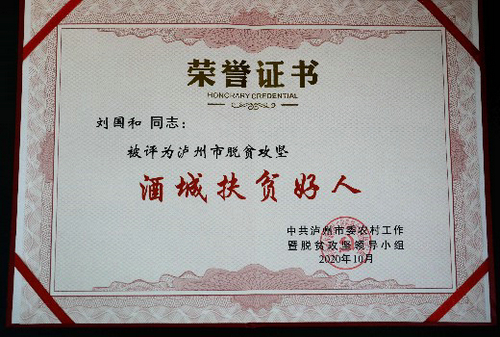 荣誉证书
HONORARY CREDENTIAL
刘国和 同志：
被评为泸州市脱贫攻坚
酒城扶贫好人
中共泸州市委农村工作
暨脱贫攻坚领导小组
2020年10月